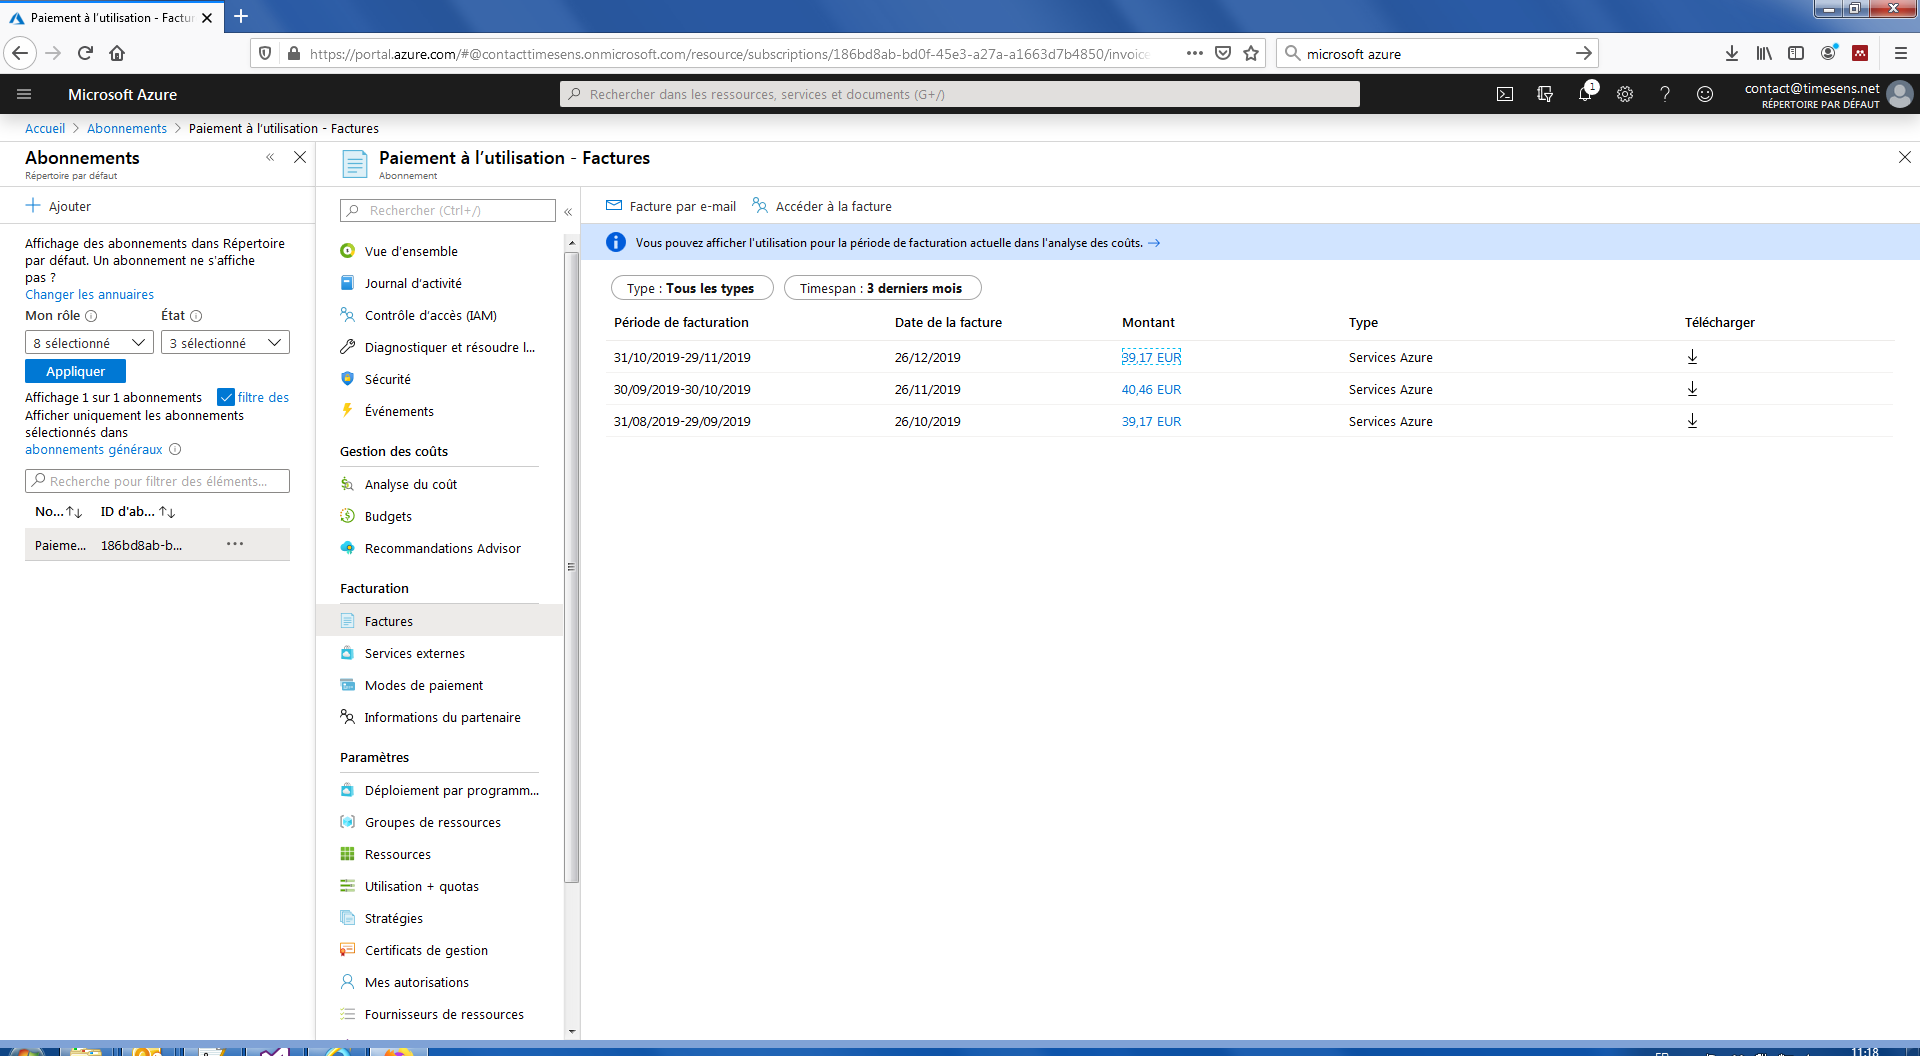 Paiement à l'utilisation - Factur
https://portal.azure.com/#@contacttimesens.onmicrosoft.com/resource/subscriptions/186bd8ab-bd0f-45e3-a27a-a1663d7b4850/invoice
microsoft azure
Microsoft Azure
Rechercher dans les ressources, services et documents (G+/)
1
contact@timesens.net
RÉPERTOIRE PAR DÉFAUT
Accueil > Abonnements > Paiement à l'utilisation - Factures
Abonnements
Répertoire par défaut
Ajouter
Affichage des abonnements dans Répertoire
par défaut. Un abonnement ne s'affiche
pas ?
Changer les annuaires
Mon rôle État
8 sélectionné 3 sélectionné
Appliquer
Affichage 1 sur 1 abonnements filtre des
Afficher uniquement les abonnements
sélectionnés dans
abonnements généraux
Recherche pour filtrer des éléments...
No...↑↓ ID d'ab... ↑↓
Paieme... 186bd8ab-b... ...
Paiement à l'utilisation - Factures
Abonnement
Rechercher (Ctrl+/)
Vue d'ensemble
Journal d'activité
Contrôle d'accès (IAM)
Diagnostiquer et résoudre l...
Sécurité
Événements
Gestion des coûts
Analyse du coût
Budgets
Recommandations Advisor
Facturation
Factures
Services externes
Modes de paiement
Informations du partenaire
Paramètres
Déploiement par programm...
Groupes de ressources
Ressources
Utilisation + quotas
Stratégies
Certificats de gestion
Mes autorisations
Fournisseurs de ressources
Facture par e-mail Accéder à la facture
Vous pouvez afficher l'utilisation pour la période de facturation actuelle dans l'analyse des coûts. →
Type : Tous les types Timespan : 3 derniers mois
Période de facturation Date de la facture Montant Type Télécharger
31/10/2019-29/11/2019 26/12/2019 39,17 EUR Services Azure
30/09/2019-30/10/2019 26/11/2019 40,46 EUR Services Azure
31/08/2019-29/09/2019 26/10/2019 39,17 EUR Services Azure
FR 11:18